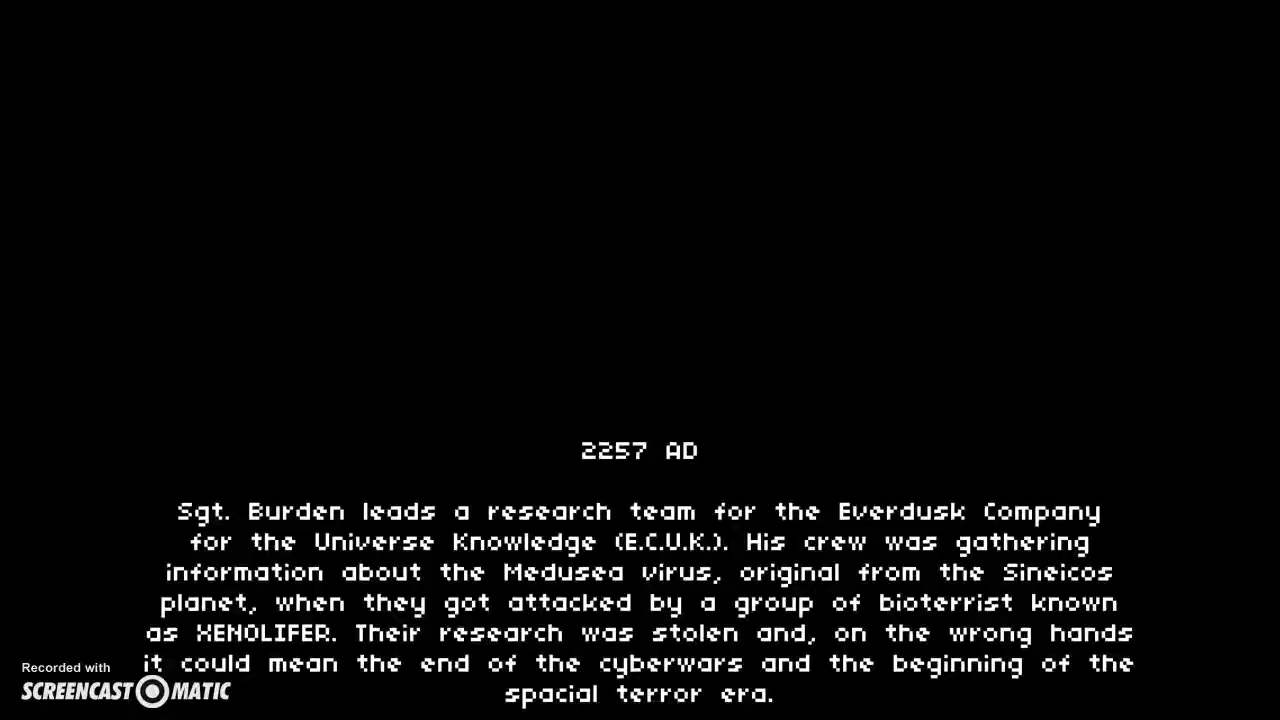 2257 AD
Sgt. Burden leads a research team for the Everdusk Company
for the Universe Knowledge (E.C.U.K.). His crew was gathering
information about the Medusea virus, original from the Sineicos
planet, when they got attacked by a group of bioterrist known
as XENOLIFER. Their research was stolen and, on the wrong hands
it could mean the end of the cyberwars and the beginning of the
spacial terror era.
Recorded with
SCREENCAST MATIC